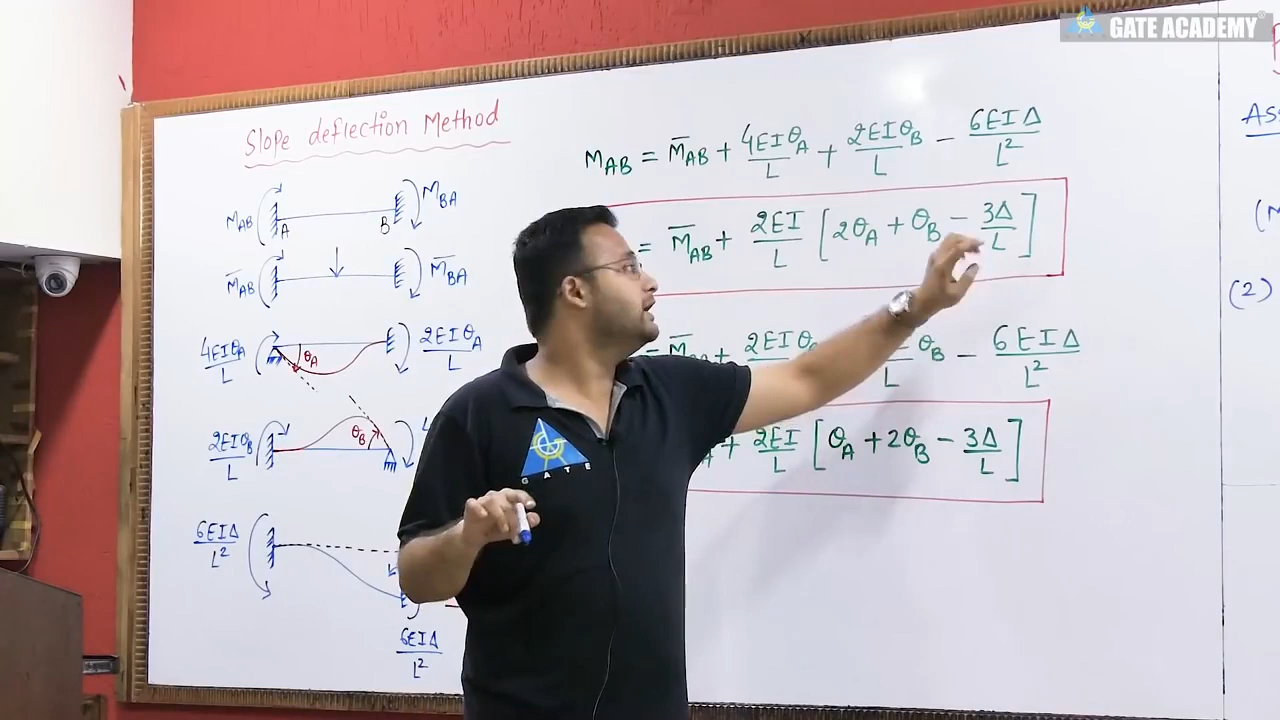 GATE ACADEMY
Slope deflection Method
M_AB A B M_BA
M̅_AB M̅_BA
4EIθ_A/L θ_A 2EIθ_A/L
2EIθ_B/L θ_B
6EIΔ/L²
6EIΔ/L²
M_AB = M̅_AB + 4EIθ_A/L + 2EIθ_B/L - 6EIΔ/L²
= M̅_AB + 2EI/L [2θ_A + θ_B - 3Δ/L]
+ 2EIθ θ_B/L - 6EIΔ/L²
+ 2EI/L [θ_A + 2θ_B - 3Δ/L]
(2)
GATE